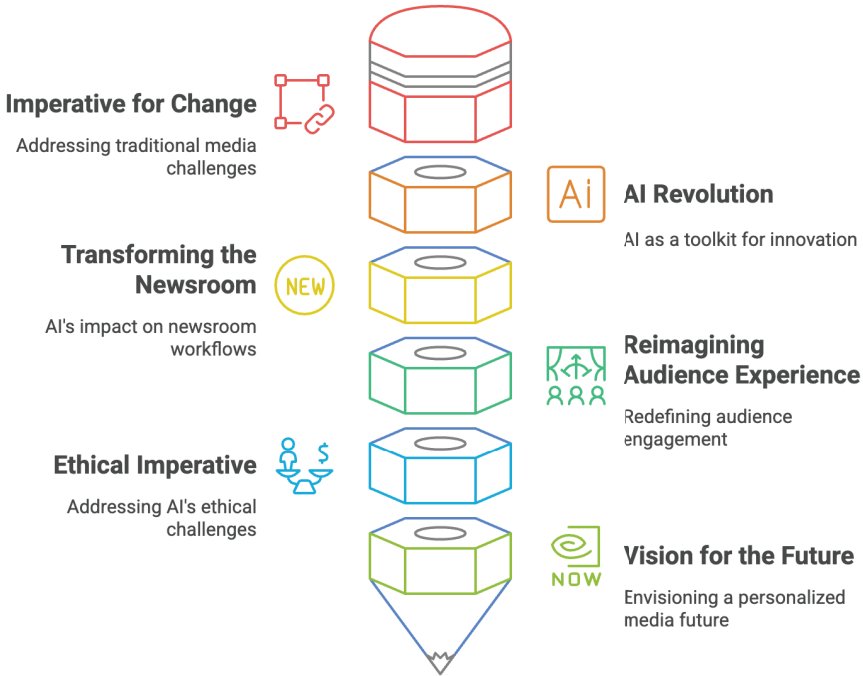 Imperative for Change
Addressing traditional media
challenges
Ai
AI Revolution
AI as a toolkit for innovation
Transforming the
Newsroom
NEW
AI's impact on newsroom
workflows
Reimagining
Audience Experience
Redefining audience
engagement
Ethical Imperative
$
Addressing AI's ethical
challenges
NOW
Vision for the Future
Envisioning a personalized
media future